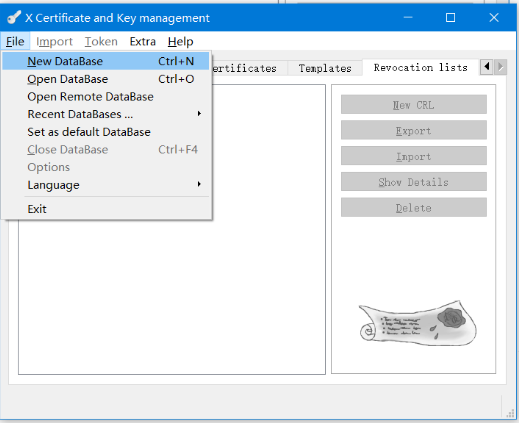 X Certificate and Key management
File Import Token Extra Help
New DataBase Ctrl+N
Open DataBase Ctrl+O
Open Remote DataBase
Recent DataBases ...
Set as default DataBase
Close DataBase Ctrl+F4
Options
Language
Exit
ertificates Templates Revocation lists
New CRL
Export
Import
Show Details
Delete